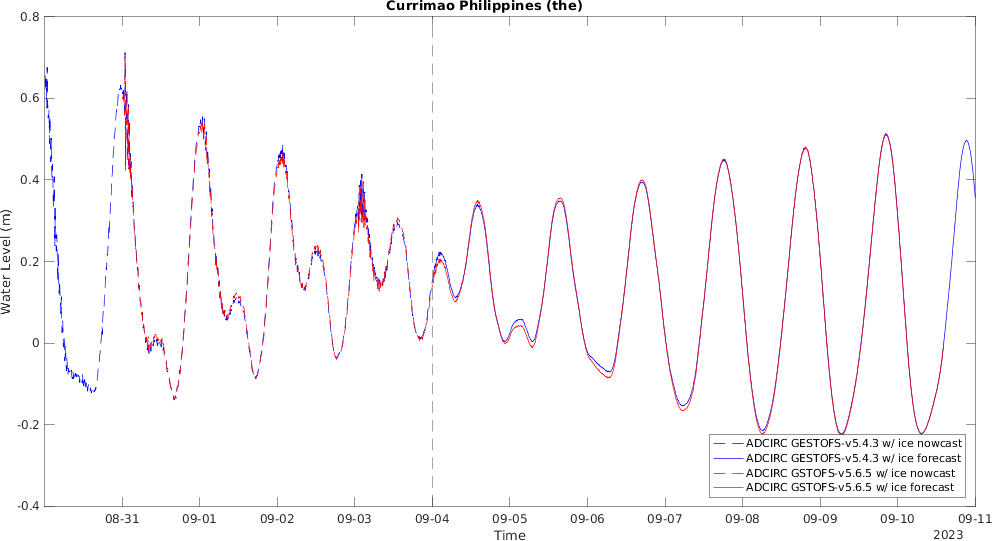 Currimao Philippines (the)
0.8
0.6
0.4
0.2
0
-0.2
-0.4
Water Level (m)
ADCIRC GESTOFS-v5.4.3 w/ ice nowcast
ADCIRC GESTOFS-v5.4.3 w/ ice forecast
ADCIRC GSTOFS-v5.6.5 w/ ice nowcast
ADCIRC GSTOFS-v5.6.5 w/ ice forecast
08-31 09-01 09-02 09-03 09-04 09-05 09-06 09-07 09-08 09-09 09-10 09-11
Time
2023